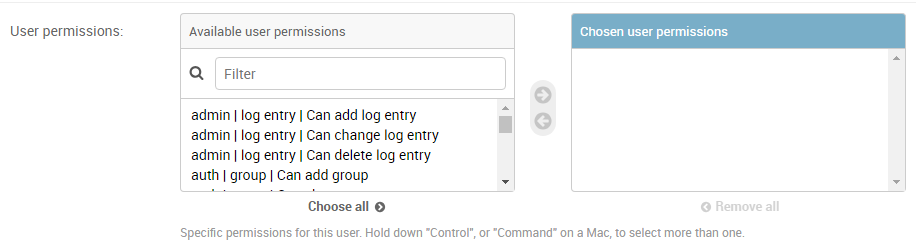 User permissions:
Available user permissions
Filter
admin | log entry | Can add log entry
admin | log entry | Can change log entry
admin | log entry | Can delete log entry
auth | group | Can add group
Choose all
Chosen user permissions
Remove all
Specific permissions for this user. Hold down "Control", or "Command" on a Mac, to select more than one.